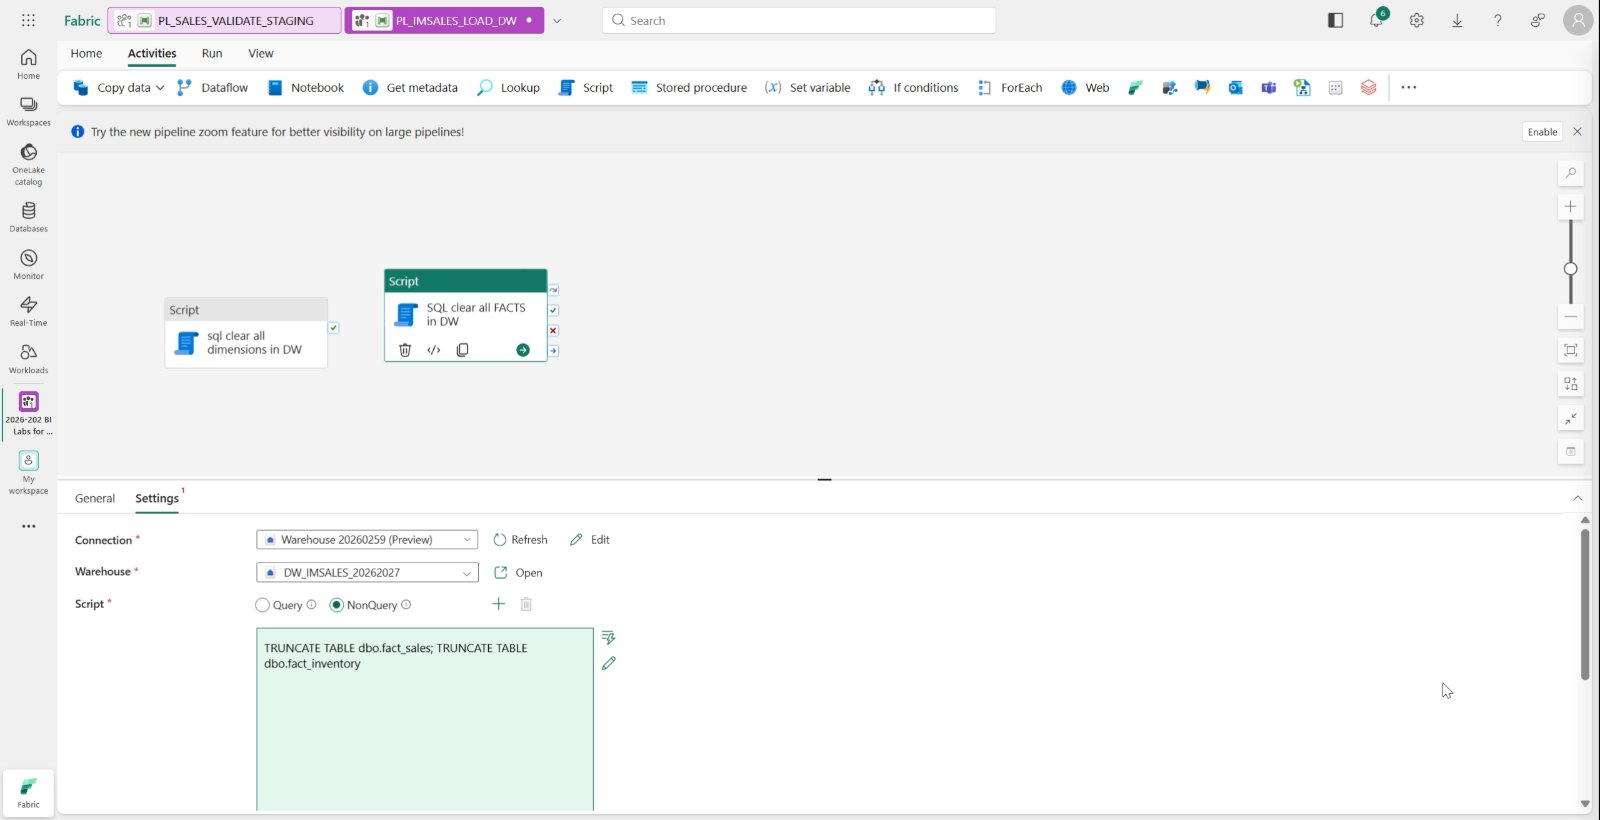 Fabric
PL_SALES_VALIDATE_STAGING
PL_IMSALES_LOAD_DW
Search
6
Home
Activities
Run
View
Copy data
Dataflow
Notebook
Get metadata
Lookup
Script
Stored procedure
Set variable
If conditions
ForEach
Web
Try the new pipeline zoom feature for better visibility on large pipelines!
Enable
Home
Workspaces
OneLake
catalog
Databases
Monitor
Real-Time
Workloads
2026-202 BI
Labs for ...
My
workspace
Fabric
Script
sql clear all
dimensions in DW
Script
SQL clear all FACTS
in DW
General
Settings 1
Connection *
Warehouse 20260259 (Preview)
Refresh
Edit
Warehouse *
DW_IMSALES_20262027
Open
Script *
Query
NonQuery
TRUNCATE TABLE dbo.fact_sales; TRUNCATE TABLE
dbo.fact_inventory